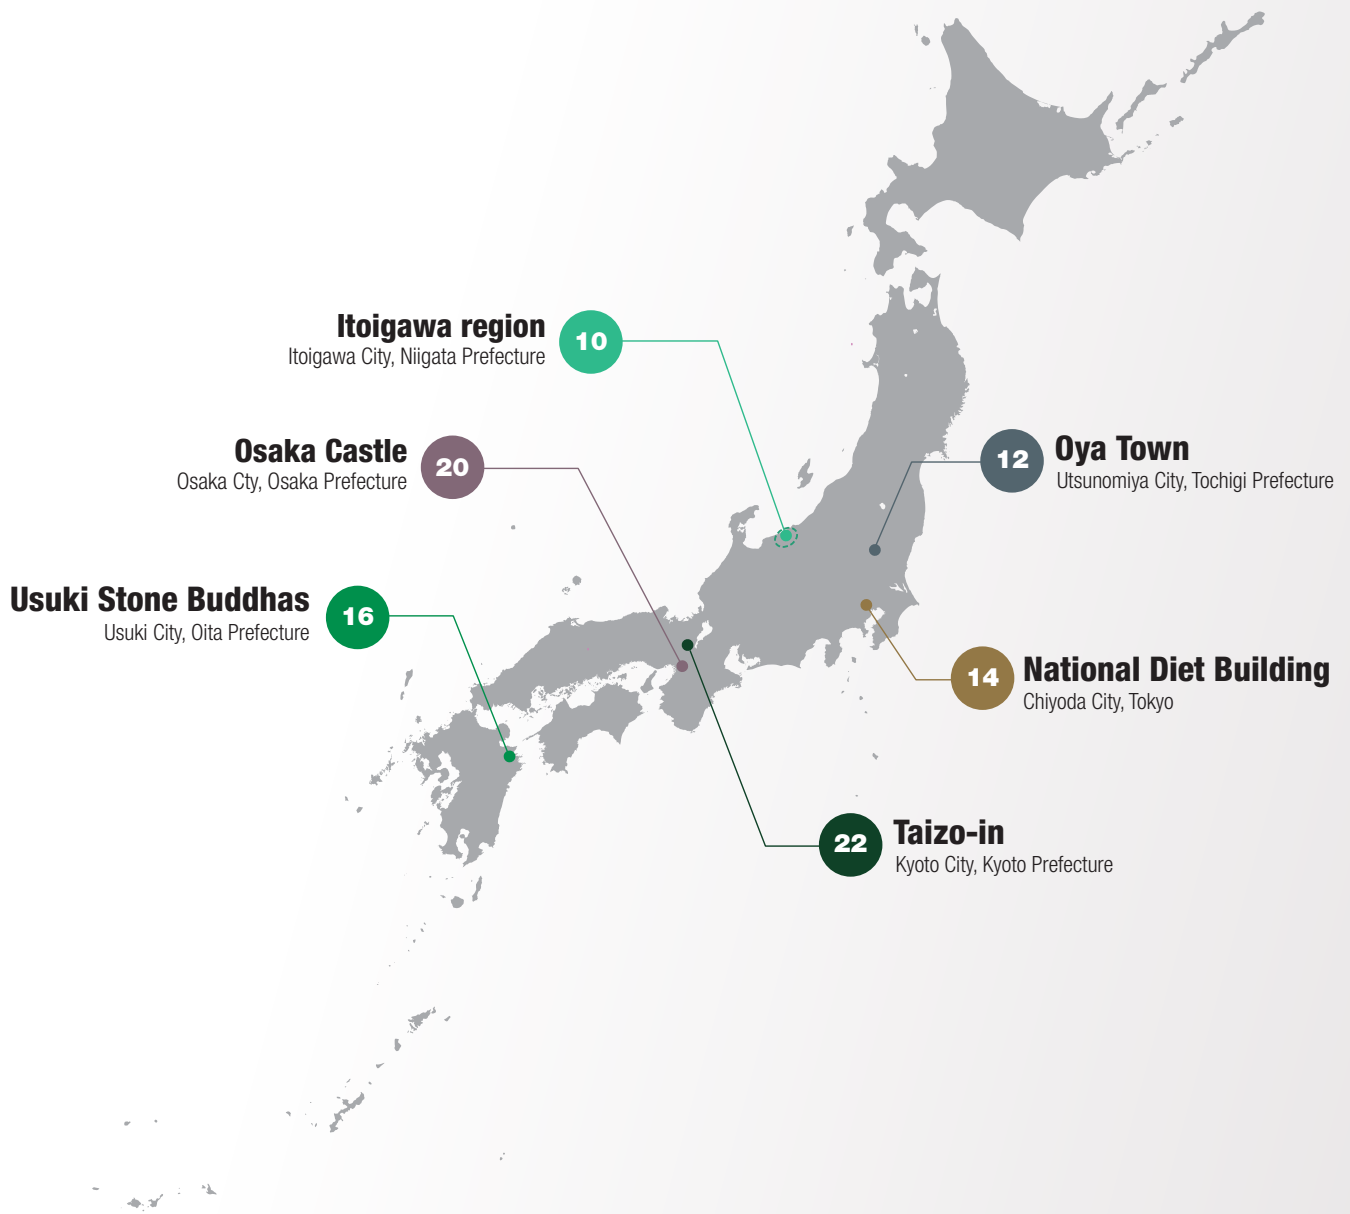 Itoigawa region
Itoigawa City, Niigata Prefecture
10
Osaka Castle
Osaka Cty, Osaka Prefecture
20
12
Oya Town
Utsunomiya City, Tochigi Prefecture
Usuki Stone Buddhas
Usuki City, Oita Prefecture
16
14
National Diet Building
Chiyoda City, Tokyo
22
Taizo-in
Kyoto City, Kyoto Prefecture